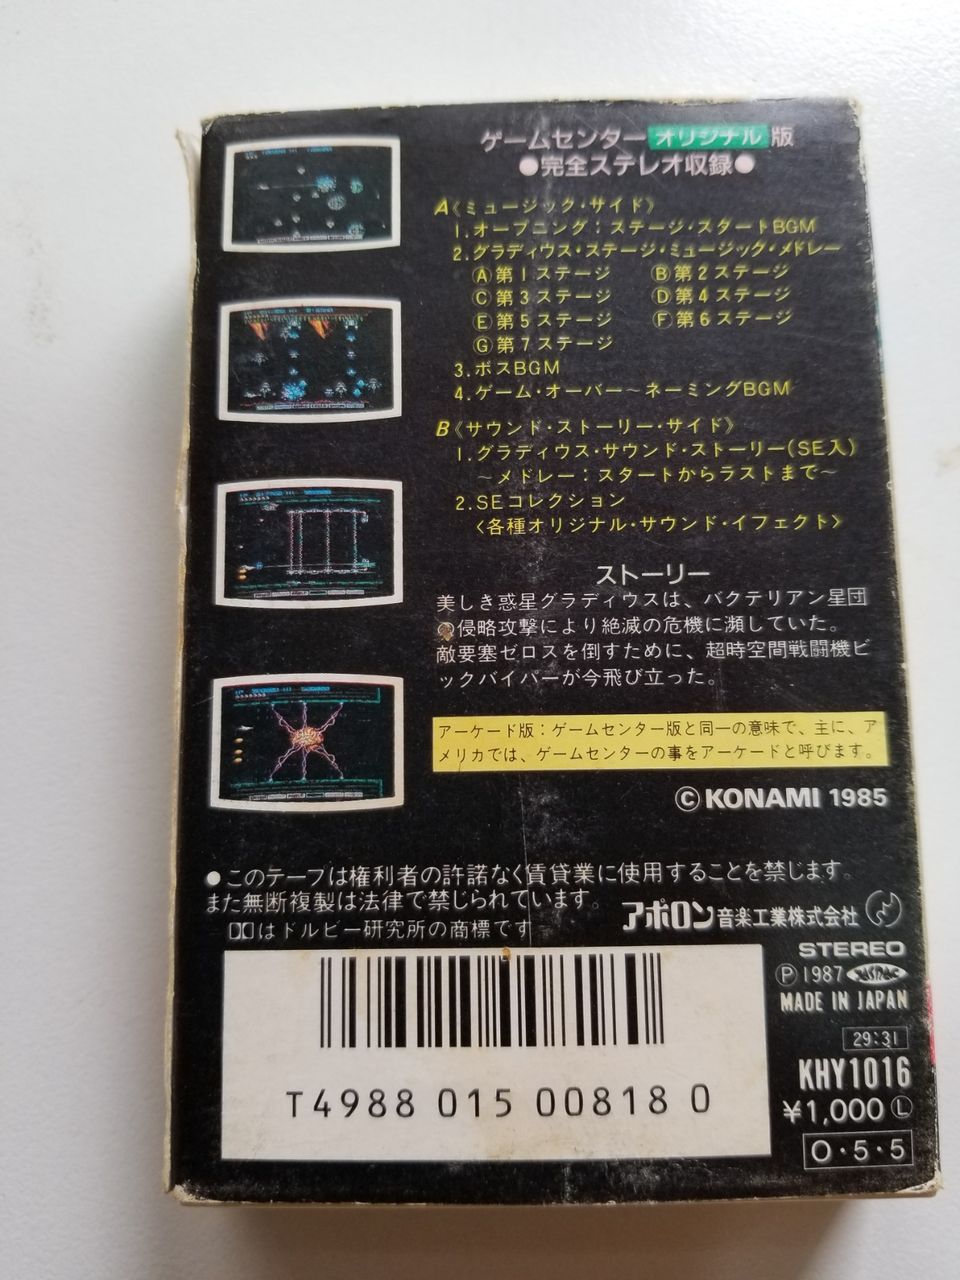 ゲームセンターオリジナル版
●完全ステレオ収録●
A《ミュージック・サイド》
1.オープニング：ステージ・スタートBGM
2.グラディウス・ステージ・ミュージック・メドレー
Ⓐ第1ステージ Ⓑ第2ステージ
Ⓒ第3ステージ Ⓓ第4ステージ
Ⓔ第5ステージ Ⓕ第6ステージ
Ⓖ第7ステージ
3.ボスBGM
4.ゲーム・オーバー〜ネーミングBGM
B《サウンド・ストーリー・サイド》
1.グラディウス・サウンド・ストーリー(SE入)
〜メドレー：スタートからラストまで〜
2.SEコレクション
〈各種オリジナル・サウンド・イフェクト〉
ストーリー
美しき惑星グラディウスは、バクテリアン星団
の侵略攻撃により絶滅の危機に瀕していた。
敵要塞ゼロスを倒すために、超時空間戦闘機ビ
ックバイパーが今飛び立った。
アーケード版：ゲームセンター版と同一の意味で、主に、ア
メリカでは、ゲームセンターの事をアーケードと呼びます。
©KONAMI 1985
●このテープは権利者の許諾なく賃貸業に使用することを禁じます。
また無断複製は法律で禁じられています。
はドルビー研究所の商標です
アポロン音楽工業株式会社
STEREO
Ⓟ1987
MADE IN JAPAN
29:31
KHY1016
¥1,000Ⓛ
O・5・5
T4988 015 00818 0